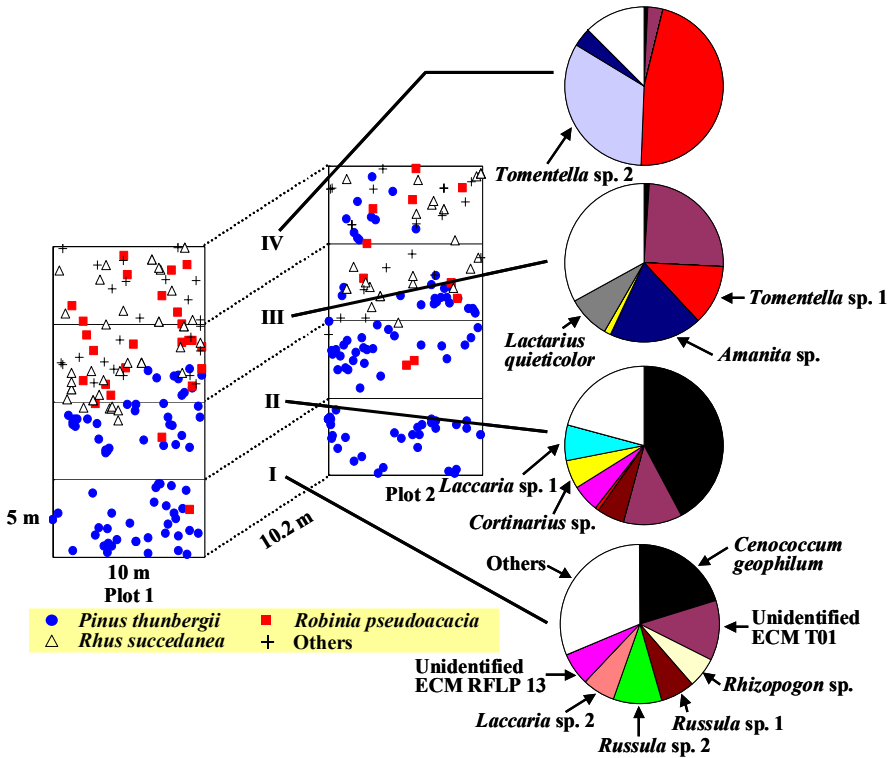 Tomentella sp. 2
IV
III
Tomentella sp. 1
Lactarius
quieticolor
Amanita sp.
II
I
Laccaria sp. 1
Plot 2
5 m
10.2 m
Cortinarius sp.
10 m
Plot 1
Others
Cenococcum
geophilum
Pinus thunbergii
Robinia pseudoacacia
Rhus succedanea
Others
Unidentified
ECM T01
Unidentified
ECM RFLP 13
Rhizopogon sp.
Laccaria sp. 2
Russula sp. 1
Russula sp. 2